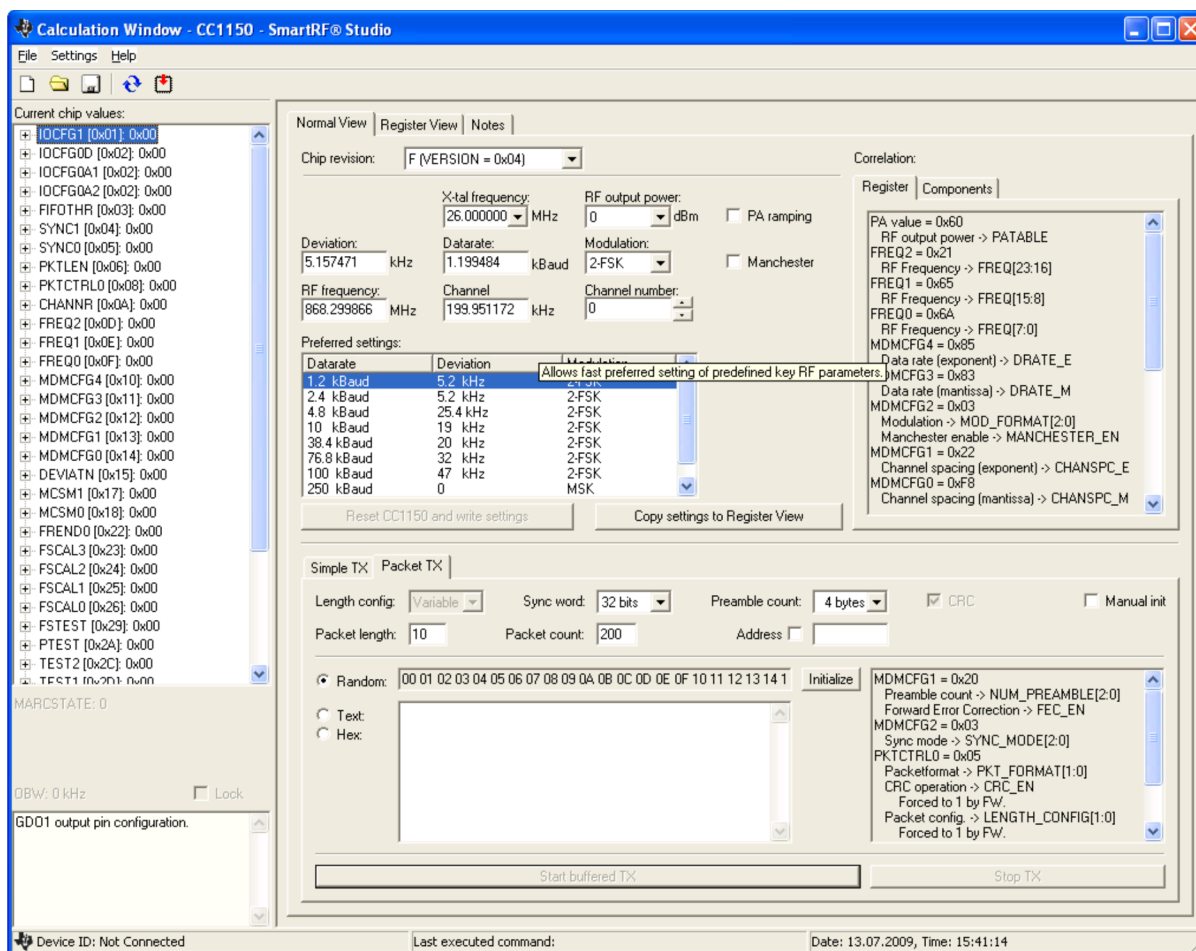 Calculation Window - CC1150 - SmartRF® Studio
File Settings Help
Current chip values:
IOCFG1 [0x01]: 0x00
IOCFG0D [0x02]: 0x00
IOCFG0A1 [0x02]: 0x00
IOCFG0A2 [0x02]: 0x00
FIFOTHR [0x03]: 0x00
SYNC1 [0x04]: 0x00
SYNC0 [0x05]: 0x00
PKTLEN [0x06]: 0x00
PKTCTRL0 [0x08]: 0x00
CHANNR [0x0A]: 0x00
FREQ2 [0x0D]: 0x00
FREQ1 [0x0E]: 0x00
FREQ0 [0x0F]: 0x00
MDMCFG4 [0x10]: 0x00
MDMCFG3 [0x11]: 0x00
MDMCFG2 [0x12]: 0x00
MDMCFG1 [0x13]: 0x00
MDMCFG0 [0x14]: 0x00
DEVIATN [0x15]: 0x00
MCSM1 [0x17]: 0x00
MCSM0 [0x18]: 0x00
FREND0 [0x22]: 0x00
FSCAL3 [0x23]: 0x00
FSCAL2 [0x24]: 0x00
FSCAL1 [0x25]: 0x00
FSCAL0 [0x26]: 0x00
FSTEST [0x29]: 0x00
PTEST [0x2A]: 0x00
TEST2 [0x2C]: 0x00
TEST1 [0x2D]: 0x00
MARCSTATE: 0
OBW: 0 kHz Lock
GDO1 output pin configuration.
Normal View Register View Notes
Chip revision: F (VERSION = 0x04)
X-tal frequency: RF output power:
26.000000 MHz 0 dBm PA ramping
Deviation: Datarate: Modulation:
5.157471 kHz 1.199484 kBaud 2-FSK Manchester
RF frequency: Channel Channel number:
868.299866 MHz 199.951172 kHz 0
Preferred settings:
Datarate Deviation Modulation
Allows fast preferred setting of predefined key RF parameters.
1.2 kBaud 5.2 kHz 2-FSK
2.4 kBaud 5.2 kHz 2-FSK
4.8 kBaud 25.4 kHz 2-FSK
10 kBaud 19 kHz 2-FSK
38.4 kBaud 20 kHz 2-FSK
76.8 kBaud 32 kHz 2-FSK
100 kBaud 47 kHz 2-FSK
250 kBaud 0 MSK
Reset CC1150 and write settings Copy settings to Register View
Correlation:
Register Components
PA value = 0x60
RF output power -> PATABLE
FREQ2 = 0x21
RF Frequency -> FREQ[23:16]
FREQ1 = 0x65
RF Frequency -> FREQ[15:8]
FREQ0 = 0x6A
RF Frequency -> FREQ[7:0]
MDMCFG4 = 0x85
Data rate (exponent) -> DRATE_E
MDMCFG3 = 0x83
Data rate (mantissa) -> DRATE_M
MDMCFG2 = 0x03
Modulation -> MOD_FORMAT[2:0]
Manchester enable -> MANCHESTER_EN
MDMCFG1 = 0x22
Channel spacing (exponent) -> CHANSPC_E
MDMCFG0 = 0xF8
Channel spacing (mantissa) -> CHANSPC_M
Simple TX Packet TX
Length config: Variable Sync word: 32 bits Preamble count: 4 bytes CRC Manual init
Packet length: 10 Packet count: 200 Address
Random: 00 01 02 03 04 05 06 07 08 09 0A 0B 0C 0D 0E 0F 10 11 12 13 14 1 Initialize
Text:
Hex:
MDMCFG1 = 0x20
Preamble count -> NUM_PREAMBLE[2:0]
Forward Error Correction -> FEC_EN
MDMCFG2 = 0x03
Sync mode -> SYNC_MODE[2:0]
PKTCTRL0 = 0x05
Packetformat -> PKT_FORMAT[1:0]
CRC operation -> CRC_EN
Forced to 1 by FW.
Packet config. -> LENGTH_CONFIG[1:0]
Forced to 1 by FW.
Start buffered TX Stop TX
Device ID: Not Connected Last executed command: Date: 13.07.2009, Time: 15:41:14